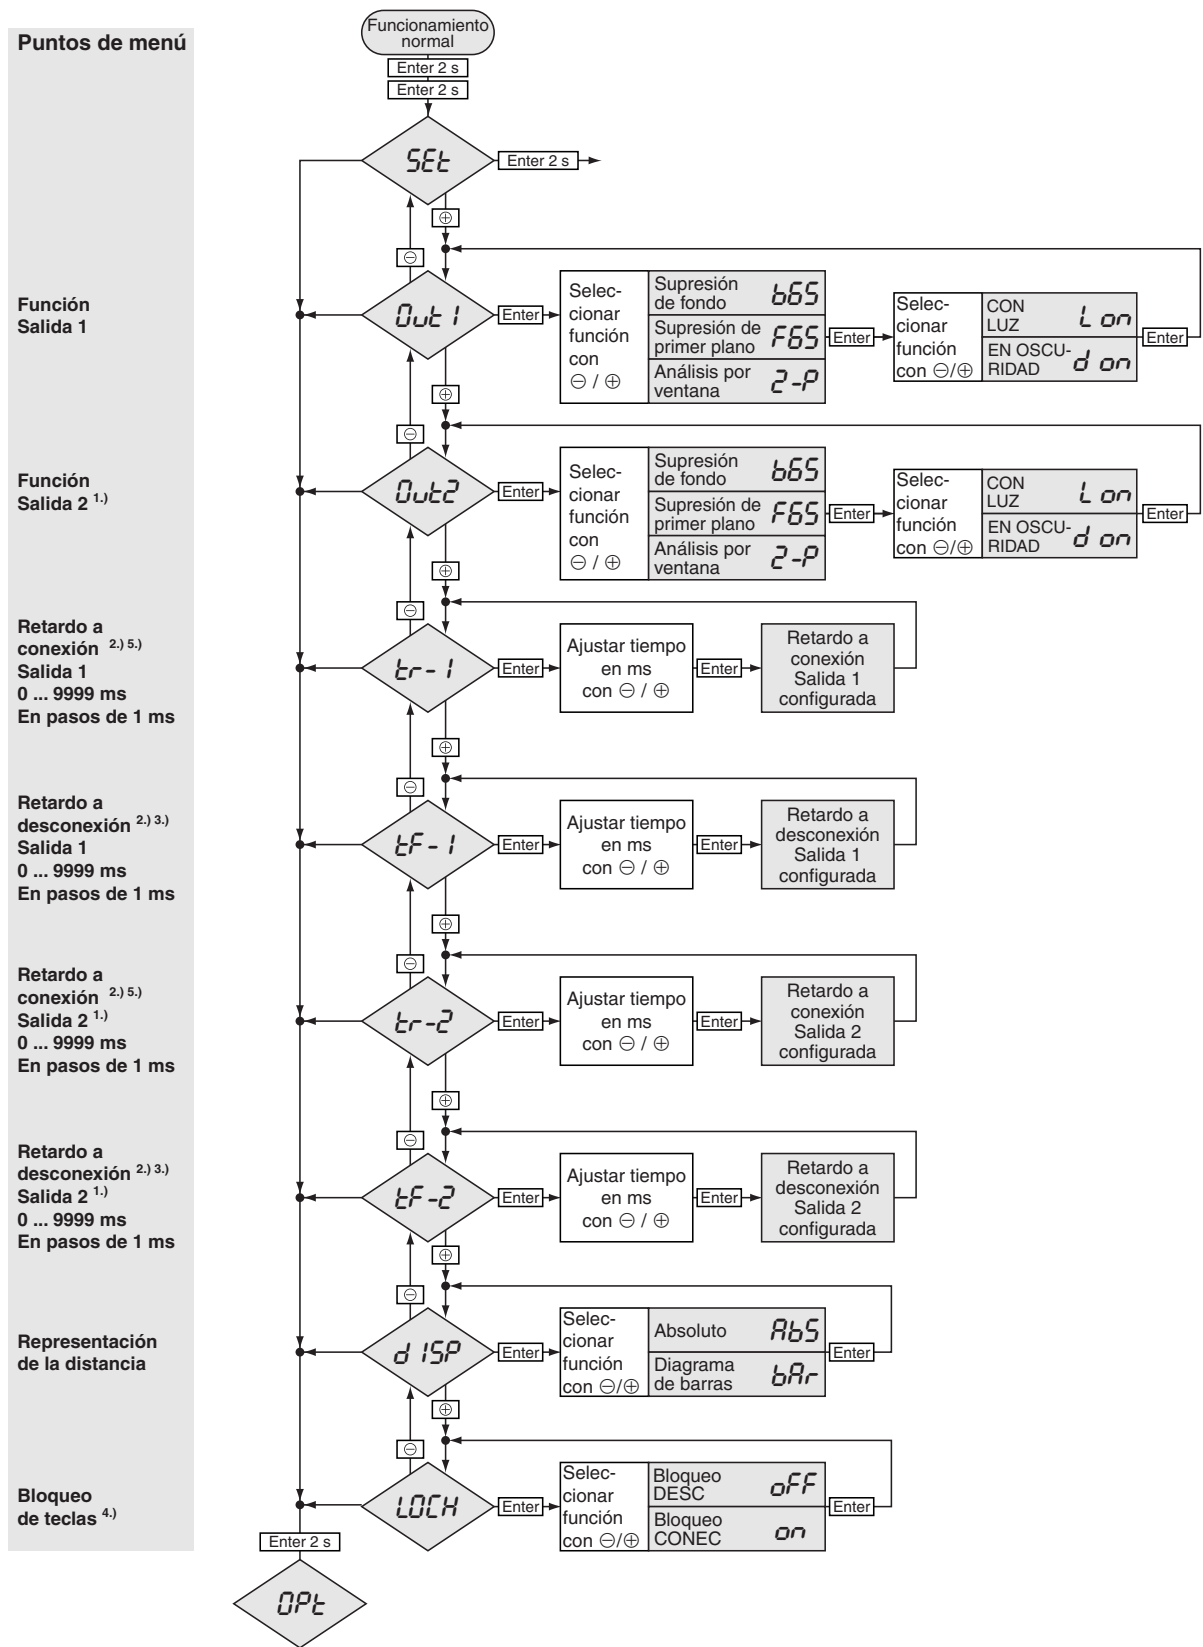 Puntos de menú
Funcionamiento
normal
Enter 2 s
Enter 2 s
SEt
Enter 2 s
⊕
⊖
Función
Salida 1
Out1
Enter
Selec-
cionar
función
con
⊖ / ⊕
Supresión
de fondo
bGS
Supresión de
primer plano
FGS
Análisis por
ventana
2-P
Enter
Selec-
cionar
función
con ⊖/⊕
CON
LUZ
L on
EN OSCU-
RIDAD
d on
Enter
⊕
⊖
Función
Salida 2 1.)
Out2
Enter
Selec-
cionar
función
con
⊖ / ⊕
Supresión
de fondo
bGS
Supresión de
primer plano
FGS
Análisis por
ventana
2-P
Enter
Selec-
cionar
función
con ⊖/⊕
CON
LUZ
L on
EN OSCU-
RIDAD
d on
Enter
⊕
⊖
Retardo a
conexión 2.) 5.)
Salida 1
0 ... 9999 ms
En pasos de 1 ms
tr-1
Enter
Ajustar tiempo
en ms
con ⊖ / ⊕
Enter
Retardo a
conexión
Salida 1
configurada
⊕
⊖
Retardo a
desconexión 2.) 3.)
Salida 1
0 ... 9999 ms
En pasos de 1 ms
tF-1
Enter
Ajustar tiempo
en ms
con ⊖ / ⊕
Enter
Retardo a
desconexión
Salida 1
configurada
⊕
⊖
Retardo a
conexión 2.) 5.)
Salida 2 1.)
0 ... 9999 ms
En pasos de 1 ms
tr-2
Enter
Ajustar tiempo
en ms
con ⊖ / ⊕
Enter
Retardo a
conexión
Salida 2
configurada
⊕
⊖
Retardo a
desconexión 2.) 3.)
Salida 2 1.)
0 ... 9999 ms
En pasos de 1 ms
tF-2
Enter
Ajustar tiempo
en ms
con ⊖ / ⊕
Enter
Retardo a
desconexión
Salida 2
configurada
⊕
⊖
Representación
de la distancia
dISP
Enter
Selec-
cionar
función
con ⊖/⊕
Absoluto
AbS
Diagrama
de barras
bAr
Enter
⊕
⊖
Bloqueo
de teclas 4.)
LOCH
Enter
Selec-
cionar
función
con ⊖/⊕
Bloqueo
DESC
oFF
Bloqueo
CONEC
on
Enter
Enter 2 s
OPt